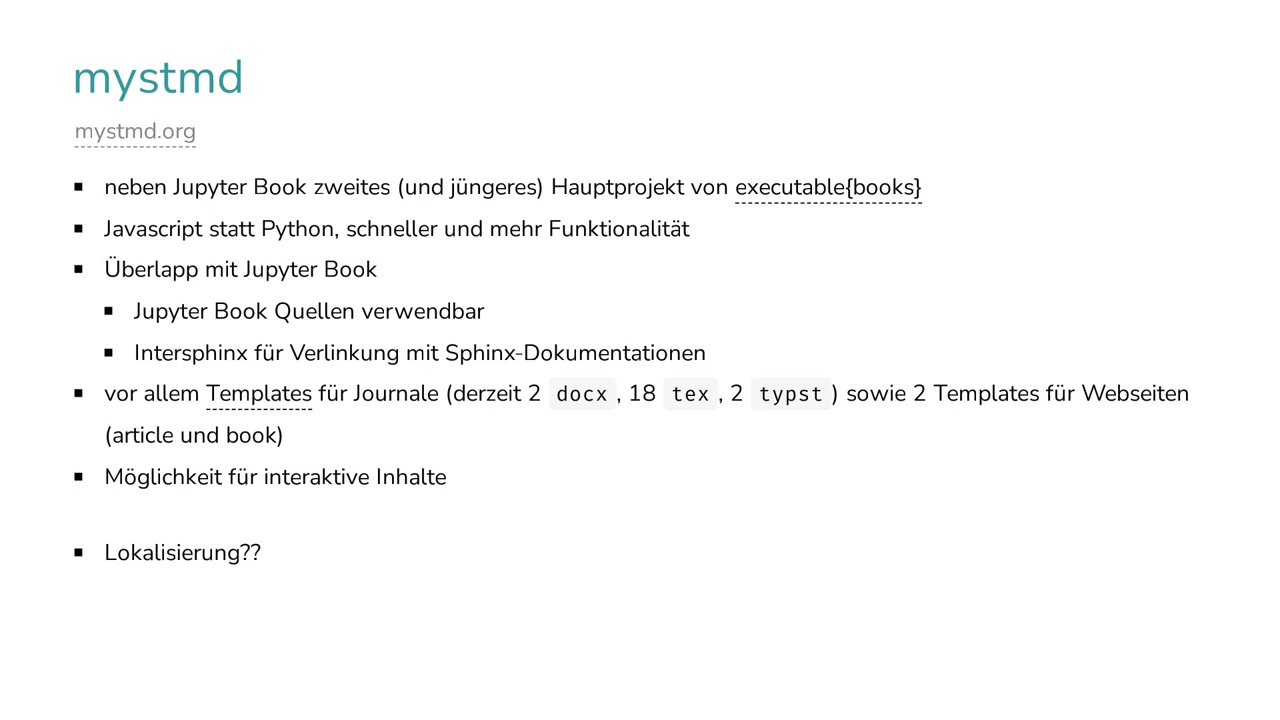 mystmd
mystmd.org
neben Jupyter Book zweites (und jüngeres) Hauptprojekt von executable{books}
Javascript statt Python, schneller und mehr Funktionalität
Überlapp mit Jupyter Book
Jupyter Book Quellen verwendbar
Intersphinx für Verlinkung mit Sphinx-Dokumentationen
vor allem Templates für Journale (derzeit 2 docx, 18 tex, 2 typst) sowie 2 Templates für Webseiten
(article und book)
Möglichkeit für interaktive Inhalte
Lokalisierung??